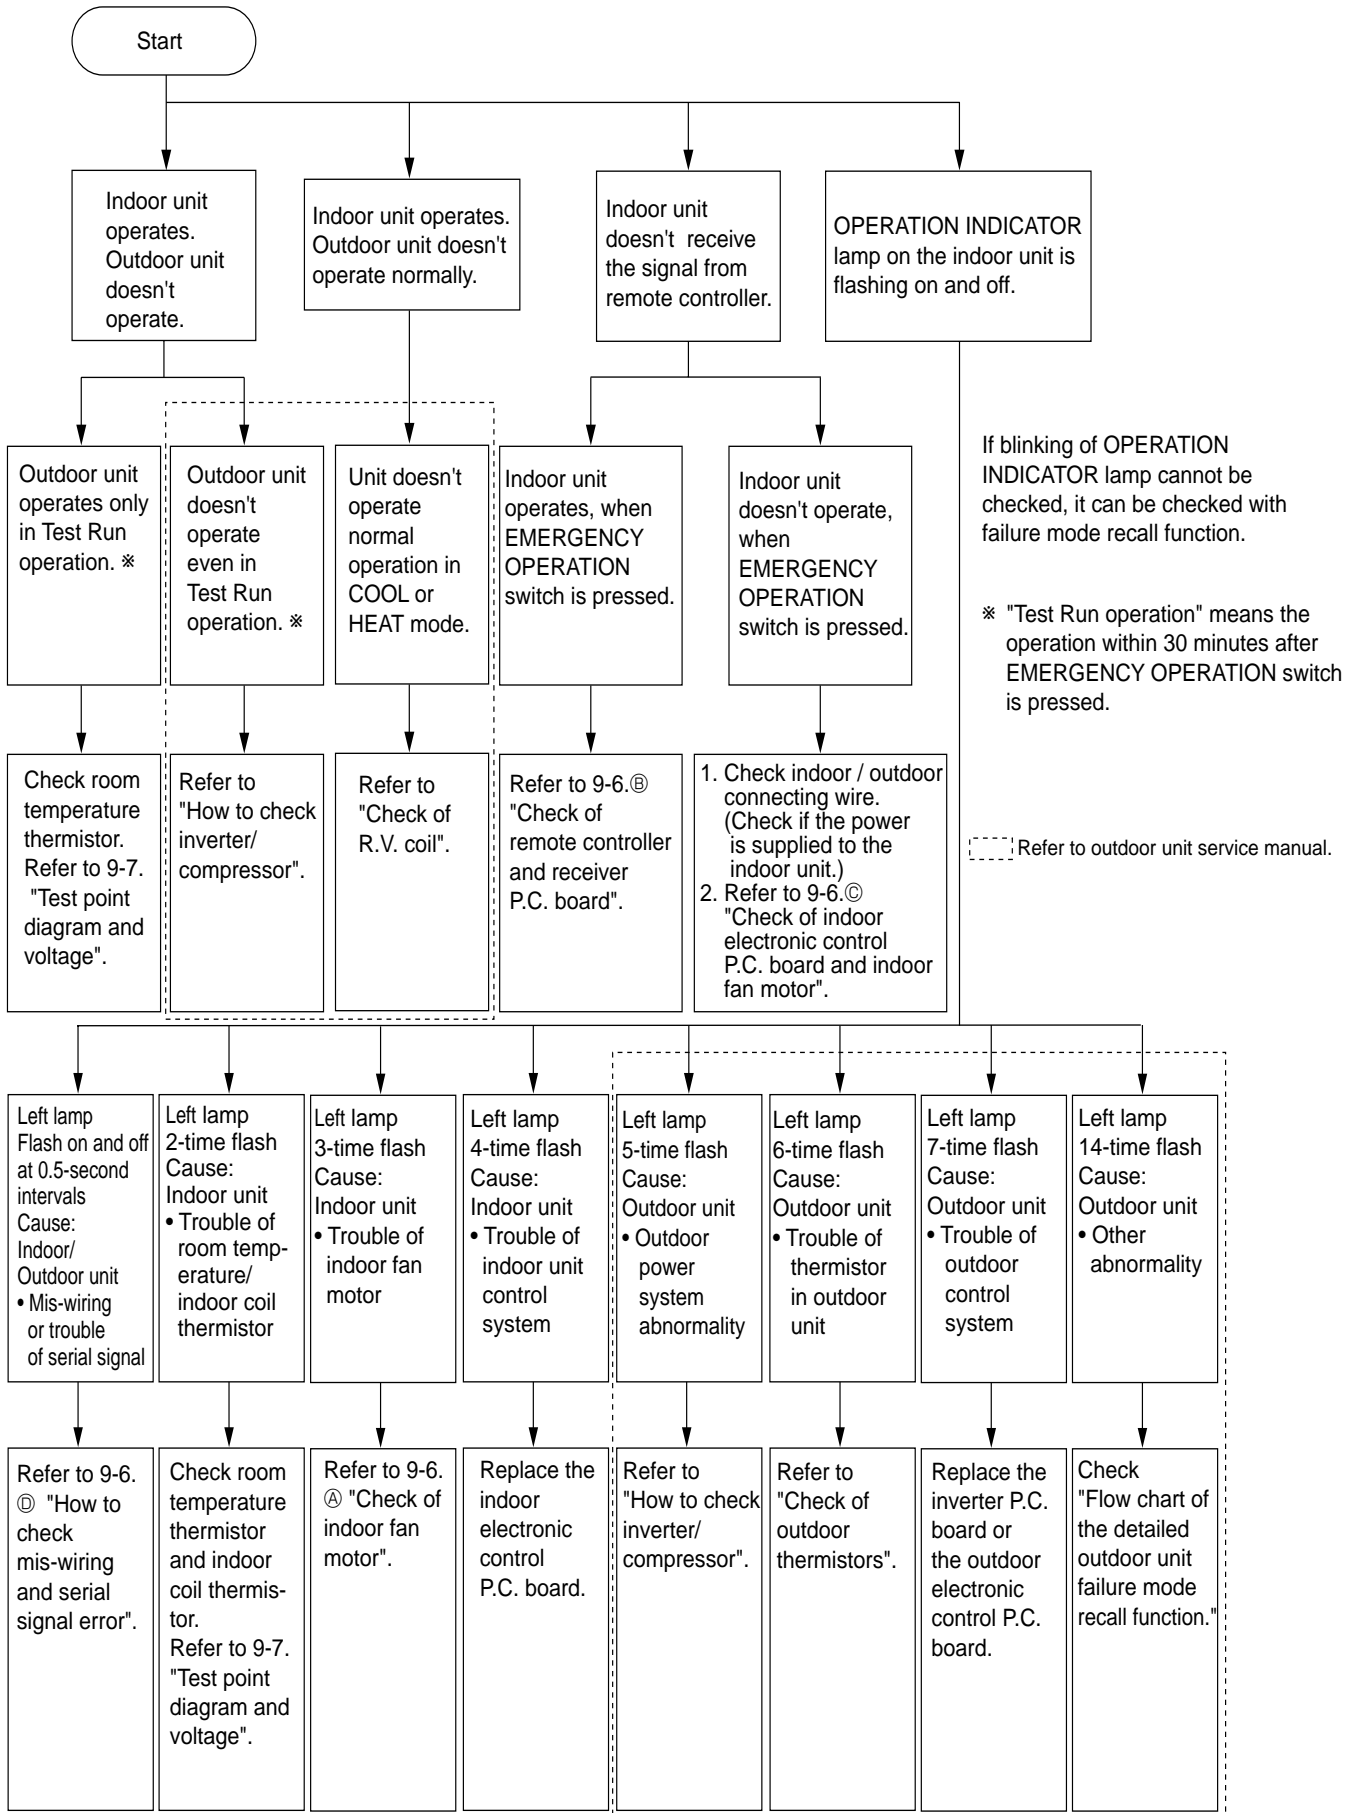 Start
Indoor unit
operates.
Outdoor unit
doesn't
operate.
Indoor unit operates.
Outdoor unit doesn't
operate normally.
Indoor unit
doesn't receive
the signal from
remote controller.
OPERATION INDICATOR
lamp on the indoor unit is
flashing on and off.
Outdoor unit
operates only
in Test Run
operation. ※
Outdoor unit
doesn't
operate
even in
Test Run
operation. ※
Unit doesn't
operate
normal
operation in
COOL or
HEAT mode.
Indoor unit
operates, when
EMERGENCY
OPERATION
switch is pressed.
Indoor unit
doesn't operate,
when
EMERGENCY
OPERATION
switch is pressed.
If blinking of OPERATION
INDICATOR lamp cannot be
checked, it can be checked with
failure mode recall function.
※ "Test Run operation" means the
operation within 30 minutes after
EMERGENCY OPERATION switch
is pressed.
Check room
temperature
thermistor.
Refer to 9-7.
"Test point
diagram and
voltage".
Refer to
"How to check
inverter/
compressor".
Refer to
"Check of
R.V. coil".
Refer to 9-6.Ⓑ
"Check of
remote controller
and receiver
P.C. board".
1. Check indoor / outdoor
connecting wire.
(Check if the power
is supplied to the
indoor unit.)
2. Refer to 9-6.Ⓒ
"Check of indoor
electronic control
P.C. board and indoor
fan motor".
Refer to outdoor unit service manual.
Left lamp
Flash on and off
at 0.5-second
intervals
Cause:
Indoor/
Outdoor unit
• Mis-wiring
or trouble
of serial signal
Left lamp
2-time flash
Cause:
Indoor unit
• Trouble of
room temp-
erature/
indoor coil
thermistor
Left lamp
3-time flash
Cause:
Indoor unit
• Trouble of
indoor fan
motor
Left lamp
4-time flash
Cause:
Indoor unit
• Trouble of
indoor unit
control
system
Left lamp
5-time flash
Cause:
Outdoor unit
• Outdoor
power
system
abnormality
Left lamp
6-time flash
Cause:
Outdoor unit
• Trouble of
thermistor
in outdoor
unit
Left lamp
7-time flash
Cause:
Outdoor unit
• Trouble of
outdoor
control
system
Left lamp
14-time flash
Cause:
Outdoor unit
• Other
abnormality
Refer to 9-6.
Ⓓ "How to
check
mis-wiring
and serial
signal error".
Check room
temperature
thermistor
and indoor
coil thermis-
tor.
Refer to 9-7.
"Test point
diagram and
voltage".
Refer to 9-6.
Ⓐ "Check of
indoor fan
motor".
Replace the
indoor
electronic
control
P.C. board.
Refer to
"How to check
inverter/
compressor".
Refer to
"Check of
outdoor
thermistors".
Replace the
inverter P.C.
board or
the outdoor
electronic
control P.C.
board.
Check
"Flow chart of
the detailed
outdoor unit
failure mode
recall function."